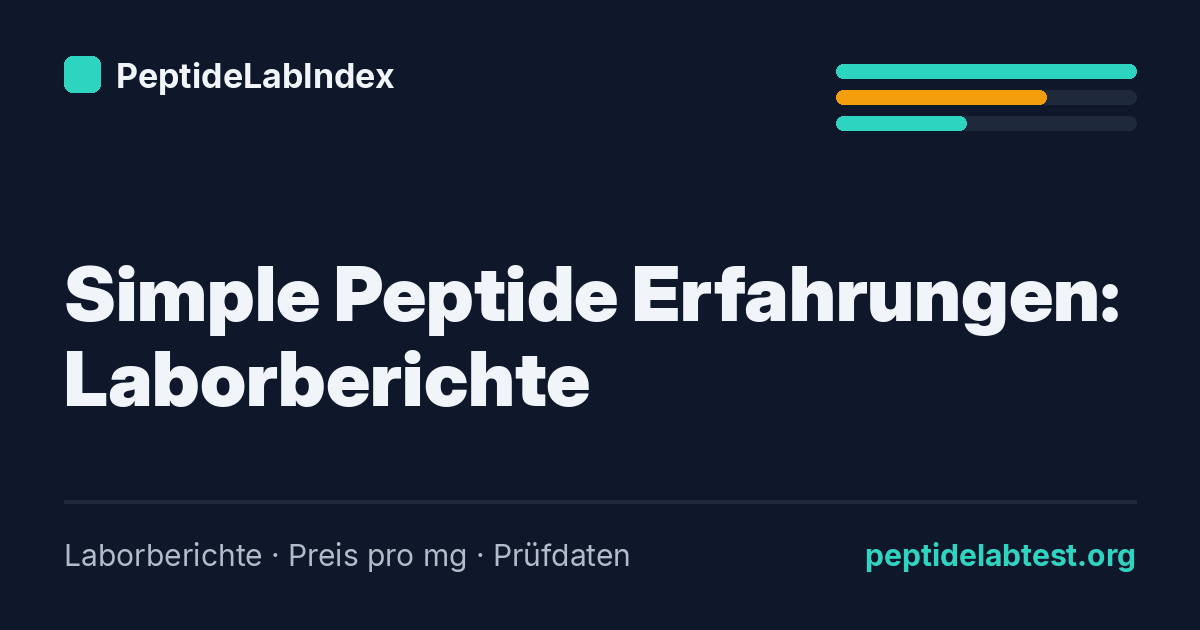 PeptideLabIndex
Simple Peptide Erfahrungen:
Laborberichte
Laborberichte · Preis pro mg · Prüfdaten
peptidelabtest.org